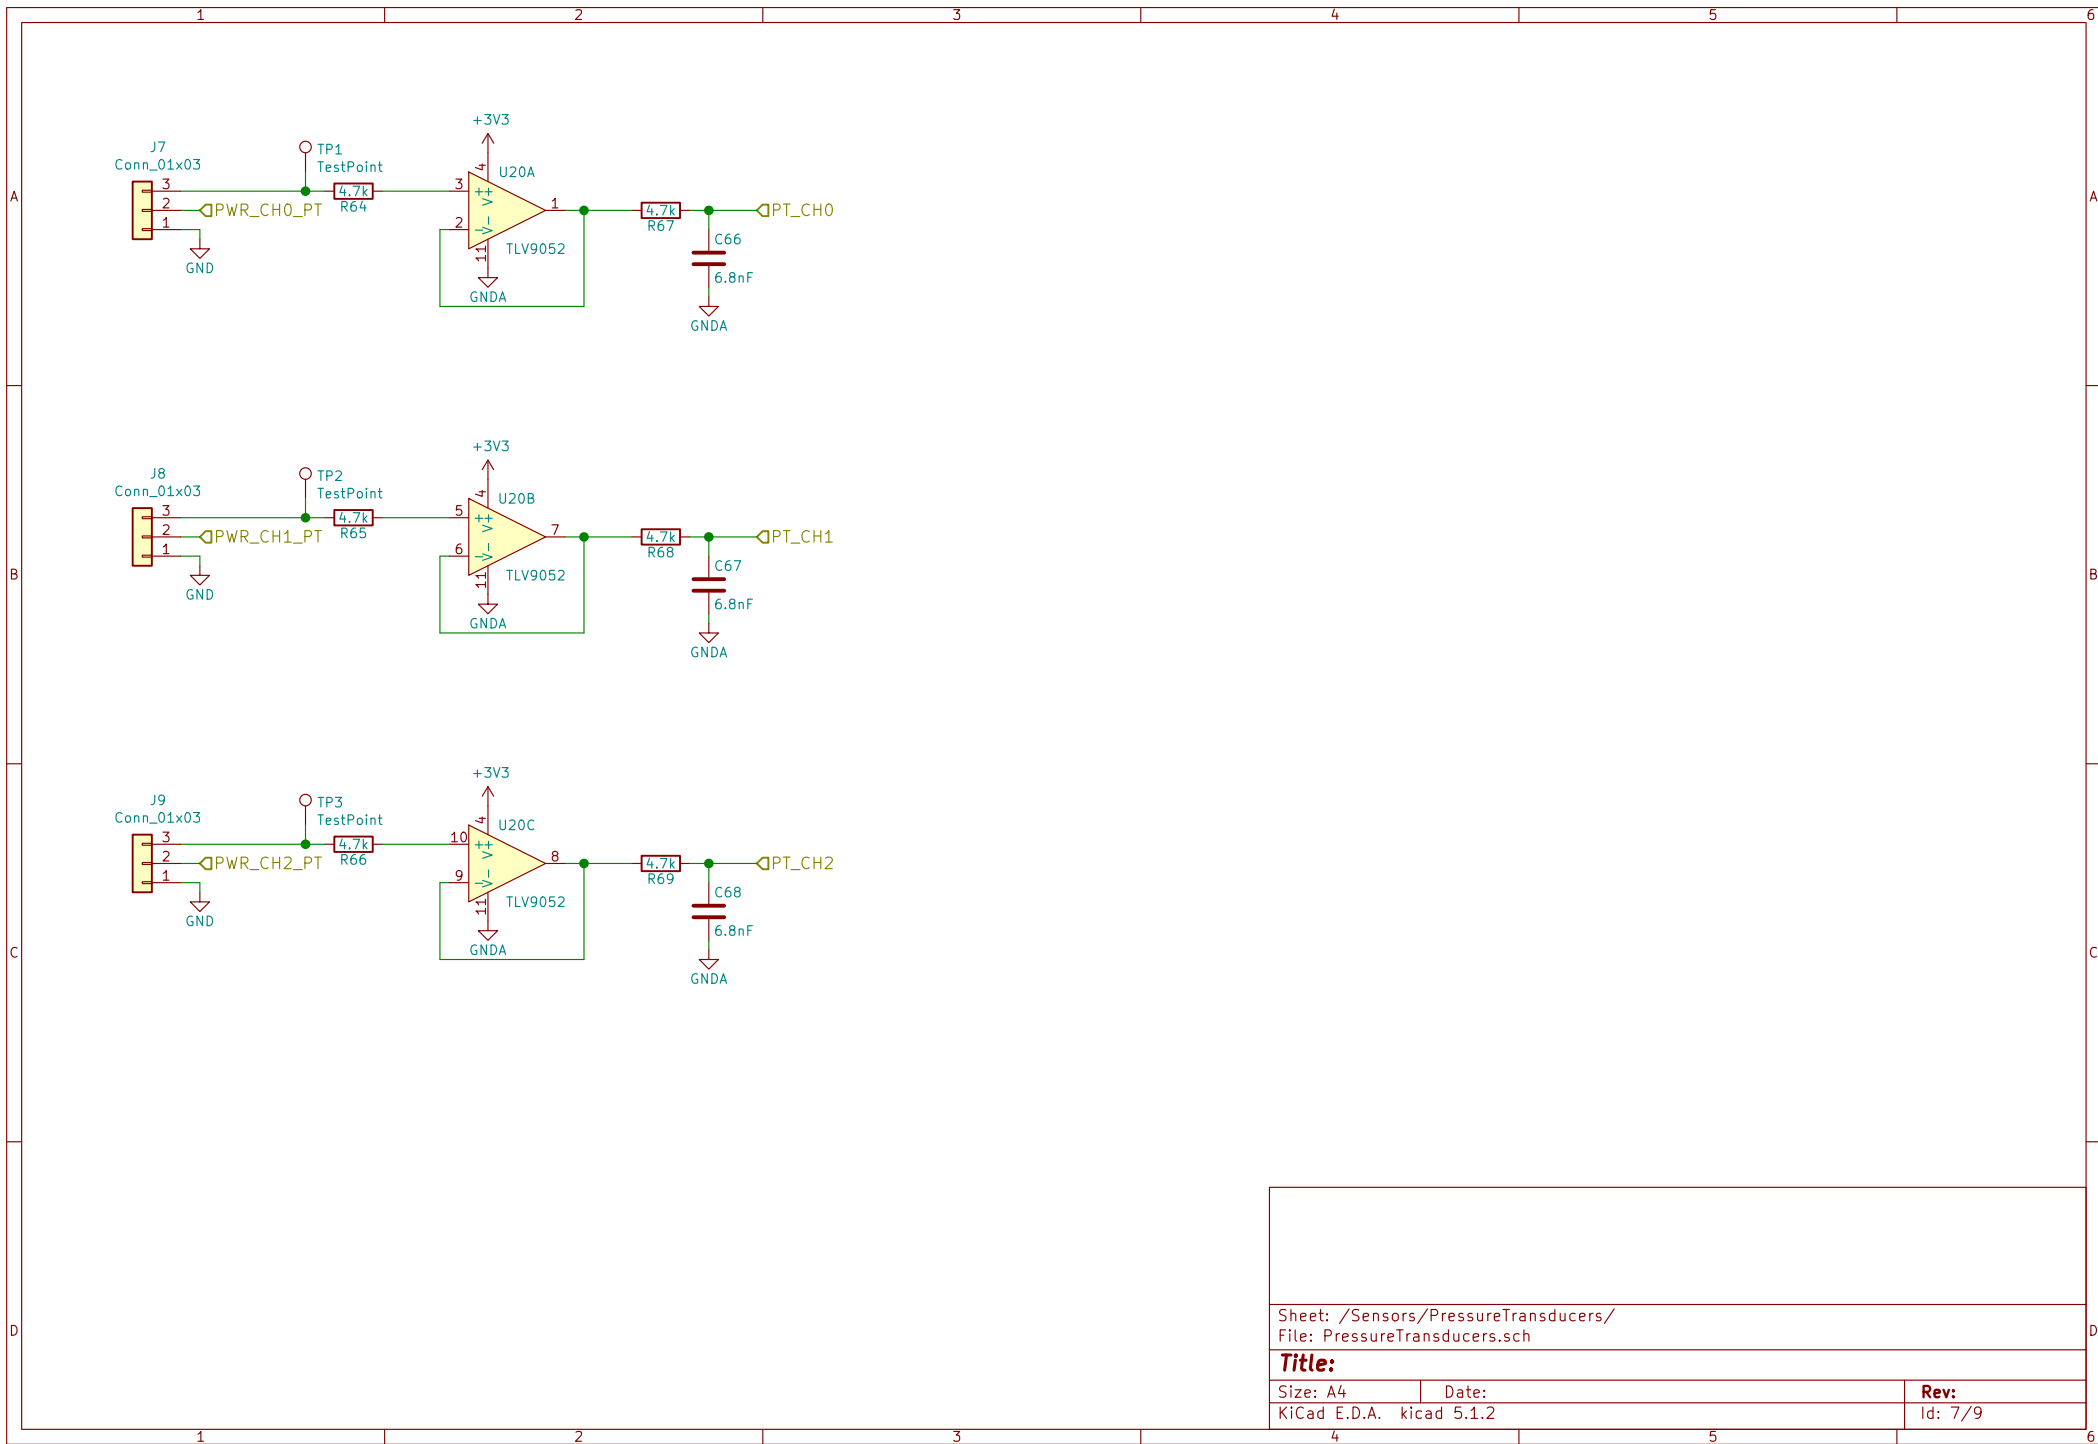 1 2 3 4 5 6
A A
+3V3
J7
Conn_01x03
TP1
TestPoint
3
2
1
4.7k
R64
PWR_CH0_PT
GND
3
2
4
U20A
+
-
V+
V-
1
11
TLV9052
GNDA
4.7k
R67
PT_CH0
C66
6.8nF
GNDA
B B
+3V3
J8
Conn_01x03
TP2
TestPoint
3
2
1
4.7k
R65
PWR_CH1_PT
GND
5
6
4
U20B
+
-
V+
V-
7
11
TLV9052
GNDA
4.7k
R68
PT_CH1
C67
6.8nF
GNDA
+3V3
J9
Conn_01x03
TP3
TestPoint
3
2
1
4.7k
R66
PWR_CH2_PT
GND
10
9
4
U20C
+
-
V+
V-
8
11
TLV9052
GNDA
4.7k
R69
PT_CH2
C68
6.8nF
GNDA
C C
D D
Sheet: /Sensors/PressureTransducers/
File: PressureTransducers.sch
Title:
Size: A4 Date: Rev:
KiCad E.D.A. kicad 5.1.2 Id: 7/9
1 2 3 4 5 6